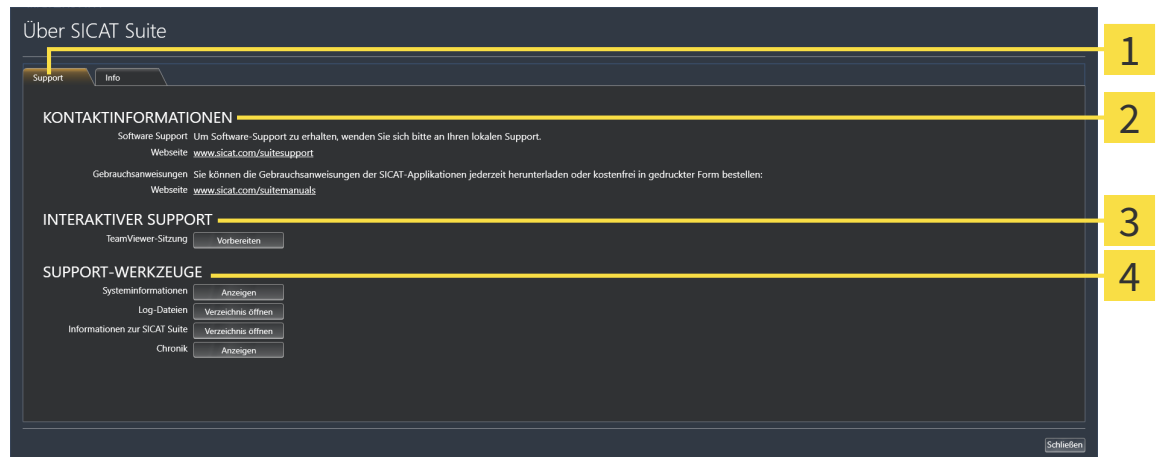 Über SICAT Suite
1
Support
Info
KONTAKTINFORMATIONEN
2
Software Support Um Software-Support zu erhalten, wenden Sie sich bitte an Ihren lokalen Support.
Webseite www.sicat.com/suitesupport
Gebrauchsanweisungen Sie können die Gebrauchsanweisungen der SICAT-Applikationen jederzeit herunterladen oder kostenfrei in gedruckter Form bestellen:
Webseite www.sicat.com/suitemanuals
INTERAKTIVER SUPPORT
3
TeamViewer-Sitzung Vorbereiten
SUPPORT-WERKZEUGE
4
Systeminformationen Anzeigen
Log-Dateien Verzeichnis öffnen
Informationen zur SICAT Suite Verzeichnis öffnen
Chronik Anzeigen
Schließen